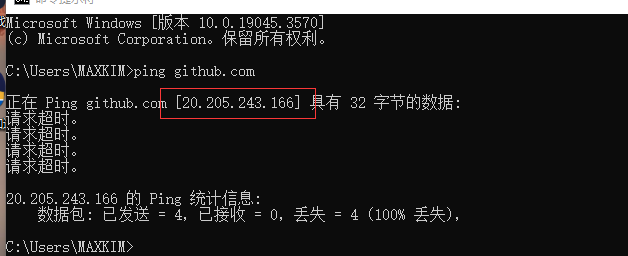 Microsoft Windows [版本 10.0.19045.3570]
(c) Microsoft Corporation。保留所有权利。
C:\Users\MAXKIM>ping github.com
正在 Ping github.com [20.205.243.166] 具有 32 字节的数据:
请求超时。
请求超时。
请求超时。
请求超时。
20.205.243.166 的 Ping 统计信息:
数据包: 已发送 = 4，已接收 = 0，丢失 = 4 (100% 丢失)，
C:\Users\MAXKIM>